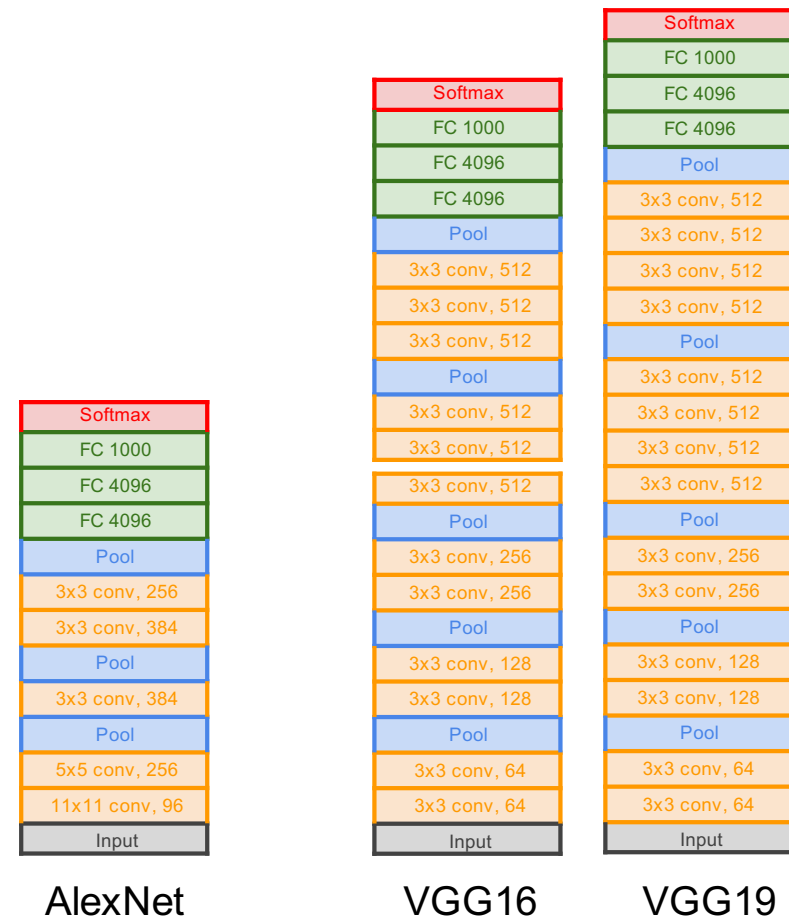 Softmax
FC 1000
FC 4096
FC 4096
Pool
3x3 conv, 256
3x3 conv, 384
Pool
3x3 conv, 384
Pool
5x5 conv, 256
11x11 conv, 96
Input
AlexNet
Softmax
FC 1000
FC 4096
FC 4096
Pool
3x3 conv, 512
3x3 conv, 512
3x3 conv, 512
Pool
3x3 conv, 512
3x3 conv, 512
3x3 conv, 512
Pool
3x3 conv, 256
3x3 conv, 256
Pool
3x3 conv, 128
3x3 conv, 128
Pool
3x3 conv, 64
3x3 conv, 64
Input
VGG16
Softmax
FC 1000
FC 4096
FC 4096
Pool
3x3 conv, 512
3x3 conv, 512
3x3 conv, 512
3x3 conv, 512
Pool
3x3 conv, 512
3x3 conv, 512
3x3 conv, 512
3x3 conv, 512
Pool
3x3 conv, 256
3x3 conv, 256
Pool
3x3 conv, 128
3x3 conv, 128
Pool
3x3 conv, 64
3x3 conv, 64
Input
VGG19